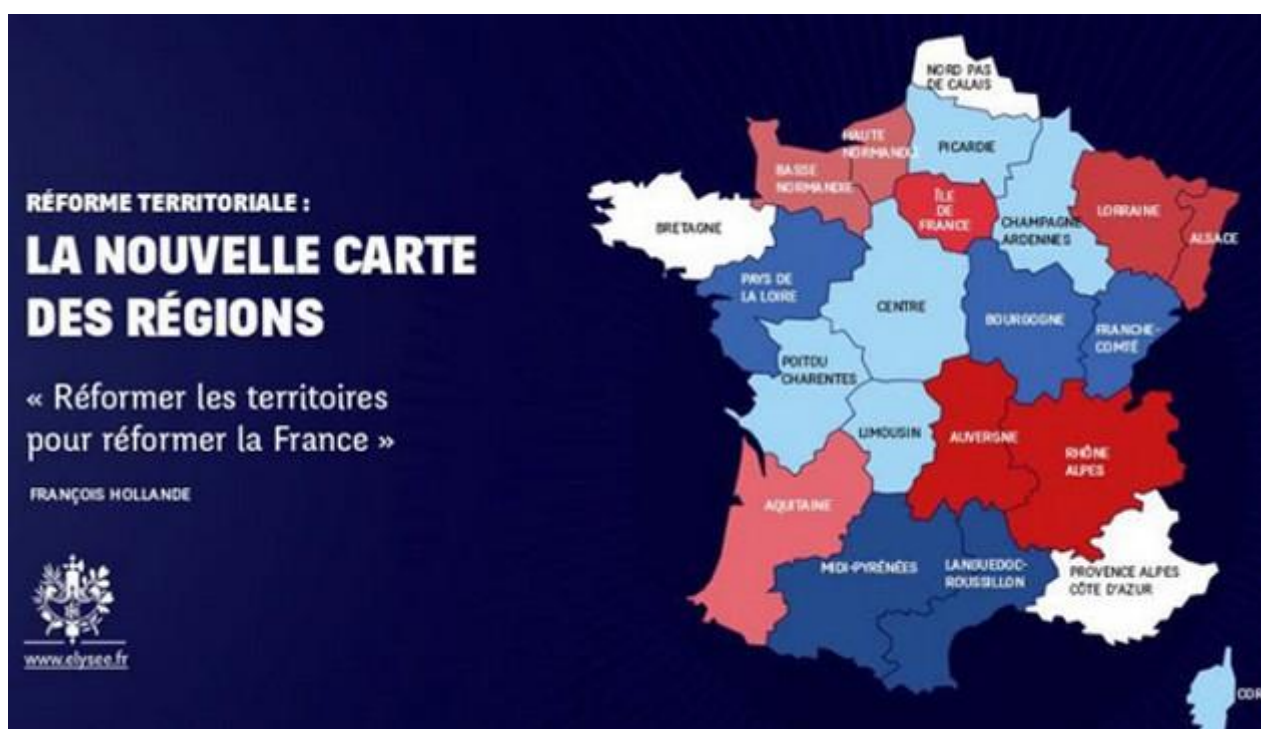 RÉFORME TERRITORIALE :
LA NOUVELLE CARTE
DES RÉGIONS
« Réformer les territoires
pour réformer la France »
FRANÇOIS HOLLANDE
www.elysee.fr
NORD PAS
DE CALAIS
HAUTE
NORMANDIE
PICARDIE
BASSE
NORMANDIE
ÎLE
DE
FRANCE
CHAMPAGNE
ARDENNES
LORRAINE
ALSACE
BRETAGNE
PAYS DE
LA LOIRE
CENTRE
BOURGOGNE
FRANCHE-
COMTÉ
POITOU
CHARENTES
LIMOUSIN
AUVERGNE
RHÔNE
ALPES
AQUITAINE
MIDI-PYRÉNÉES
LANGUEDOC-
ROUSSILLON
PROVENCE ALPES
CÔTE D'AZUR
COR